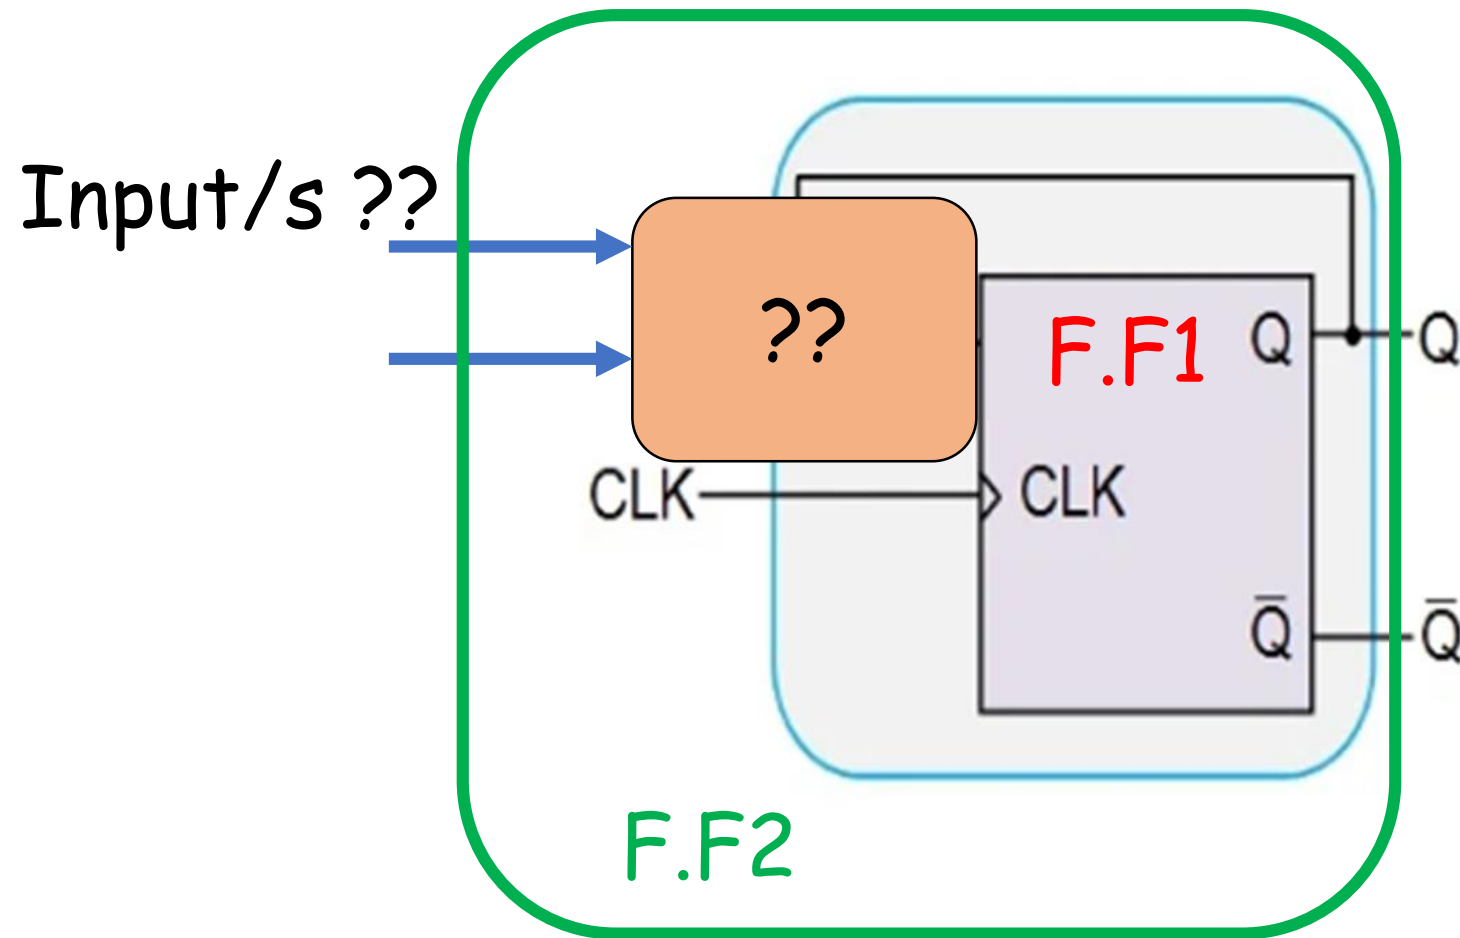 Input/s ??
??
F.F1
Q
Q
CLK
CLK
Q̅
Q̅
F.F2